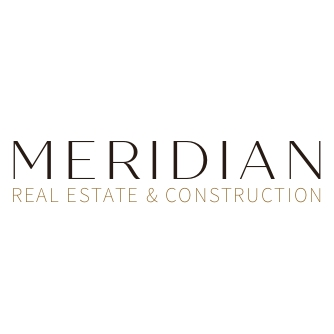 MERIDIAN
REAL ESTATE & CONSTRUCTION